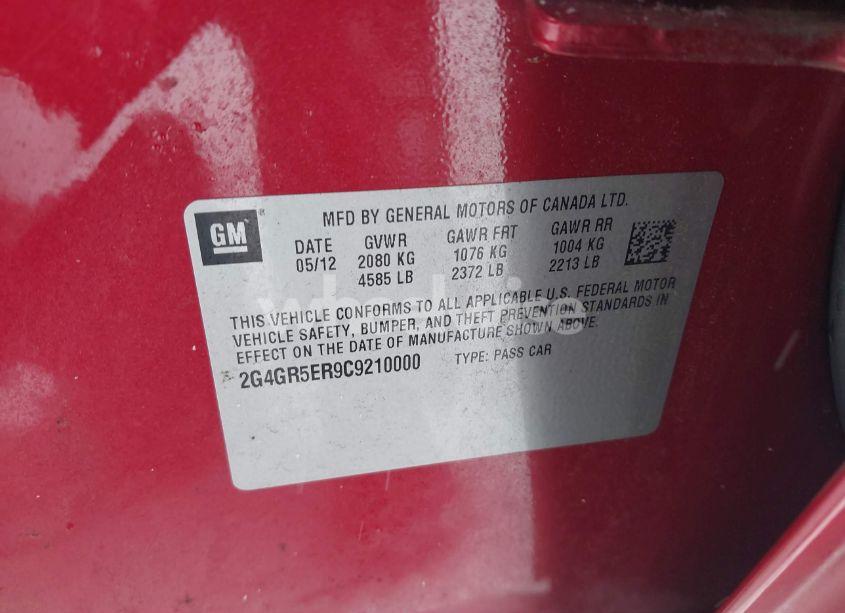 GM
MFD BY GENERAL MOTORS OF CANADA LTD.
DATE GVWR GAWR FRT GAWR RR
05/12 2080 KG 1076 KG 1004 KG
4585 LB 2372 LB 2213 LB
THIS VEHICLE CONFORMS TO ALL APPLICABLE U.S. FEDERAL MOTOR
VEHICLE SAFETY, BUMPER, AND THEFT PREVENTION STANDARDS IN
EFFECT ON THE DATE OF MANUFACTURE SHOWN ABOVE.
2G4GR5ER9C9210000 TYPE: PASS CAR